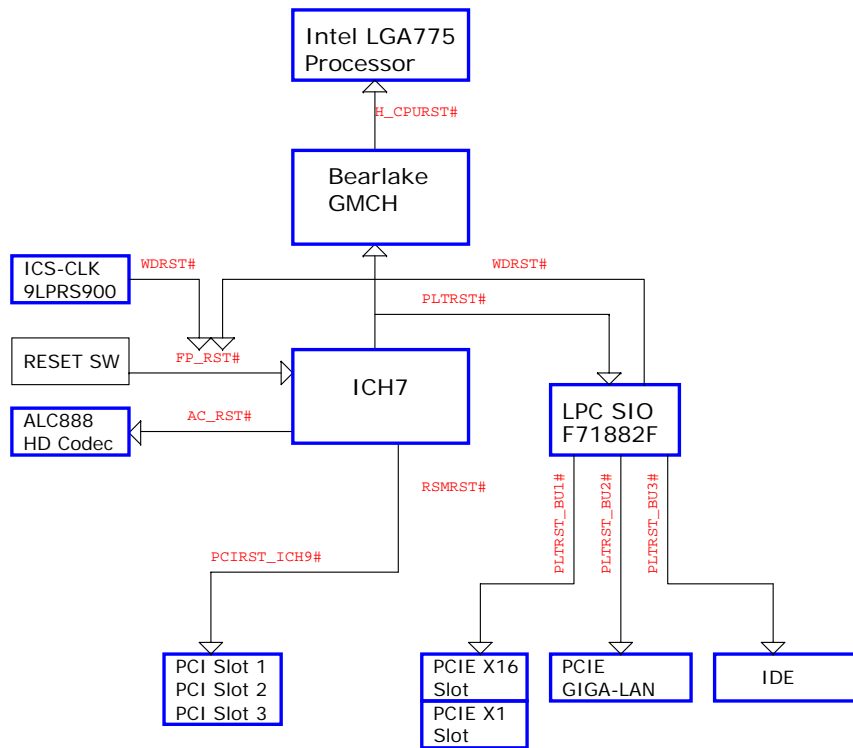 Intel LGA775
Processor
H_CPURST#
Bearlake
GMCH
ICS-CLK
9LPRS900
WDRST#
WDRST#
PLTRST#
RESET SW
FP_RST#
ICH7
ALC888
HD Codec
AC_RST#
LPC SIO
F71882F
RSMRST#
PLTRST_BU1#
PLTRST_BU2#
PLTRST_BU3#
PCIRST_ICH9#
PCI Slot 1
PCI Slot 2
PCI Slot 3
PCIE X16
Slot
PCIE X1
Slot
PCIE
GIGA-LAN
IDE